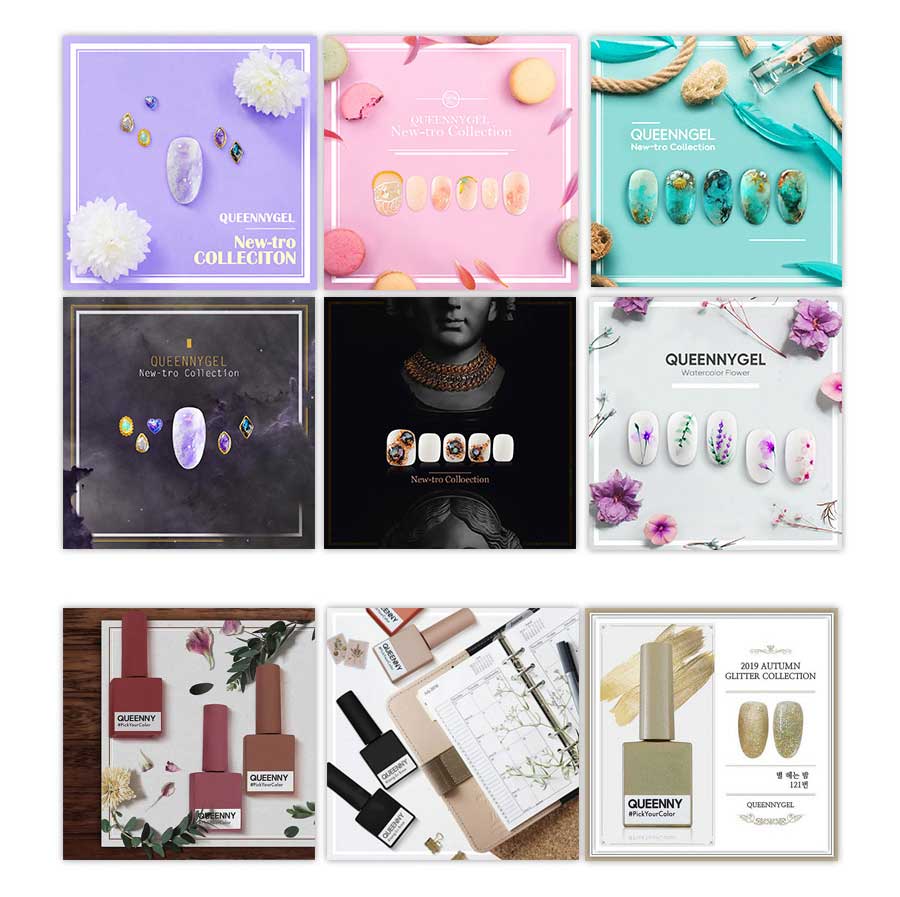 QUEENNYGEL
New-tro
COLLECITON
QUEENNYGEL
New-tro Collection
QUEENNGEL
New-tro Collection
QUEENNYGEL
New-tro Collection
New-tro Colloection
QUEENNYGEL
Watercolor Flower
QUEENNY
#PickYourColor
QUEENNY
#PickYourColor
QUEENNY
#PickYourColor
QUEENNY
QUEENNY
QUEENNY
2019 AUTUMN
GLITTER COLLECTION
별 헤는 밤
121번
QUEENNYGEL
QUEENNY
#PickYourColor